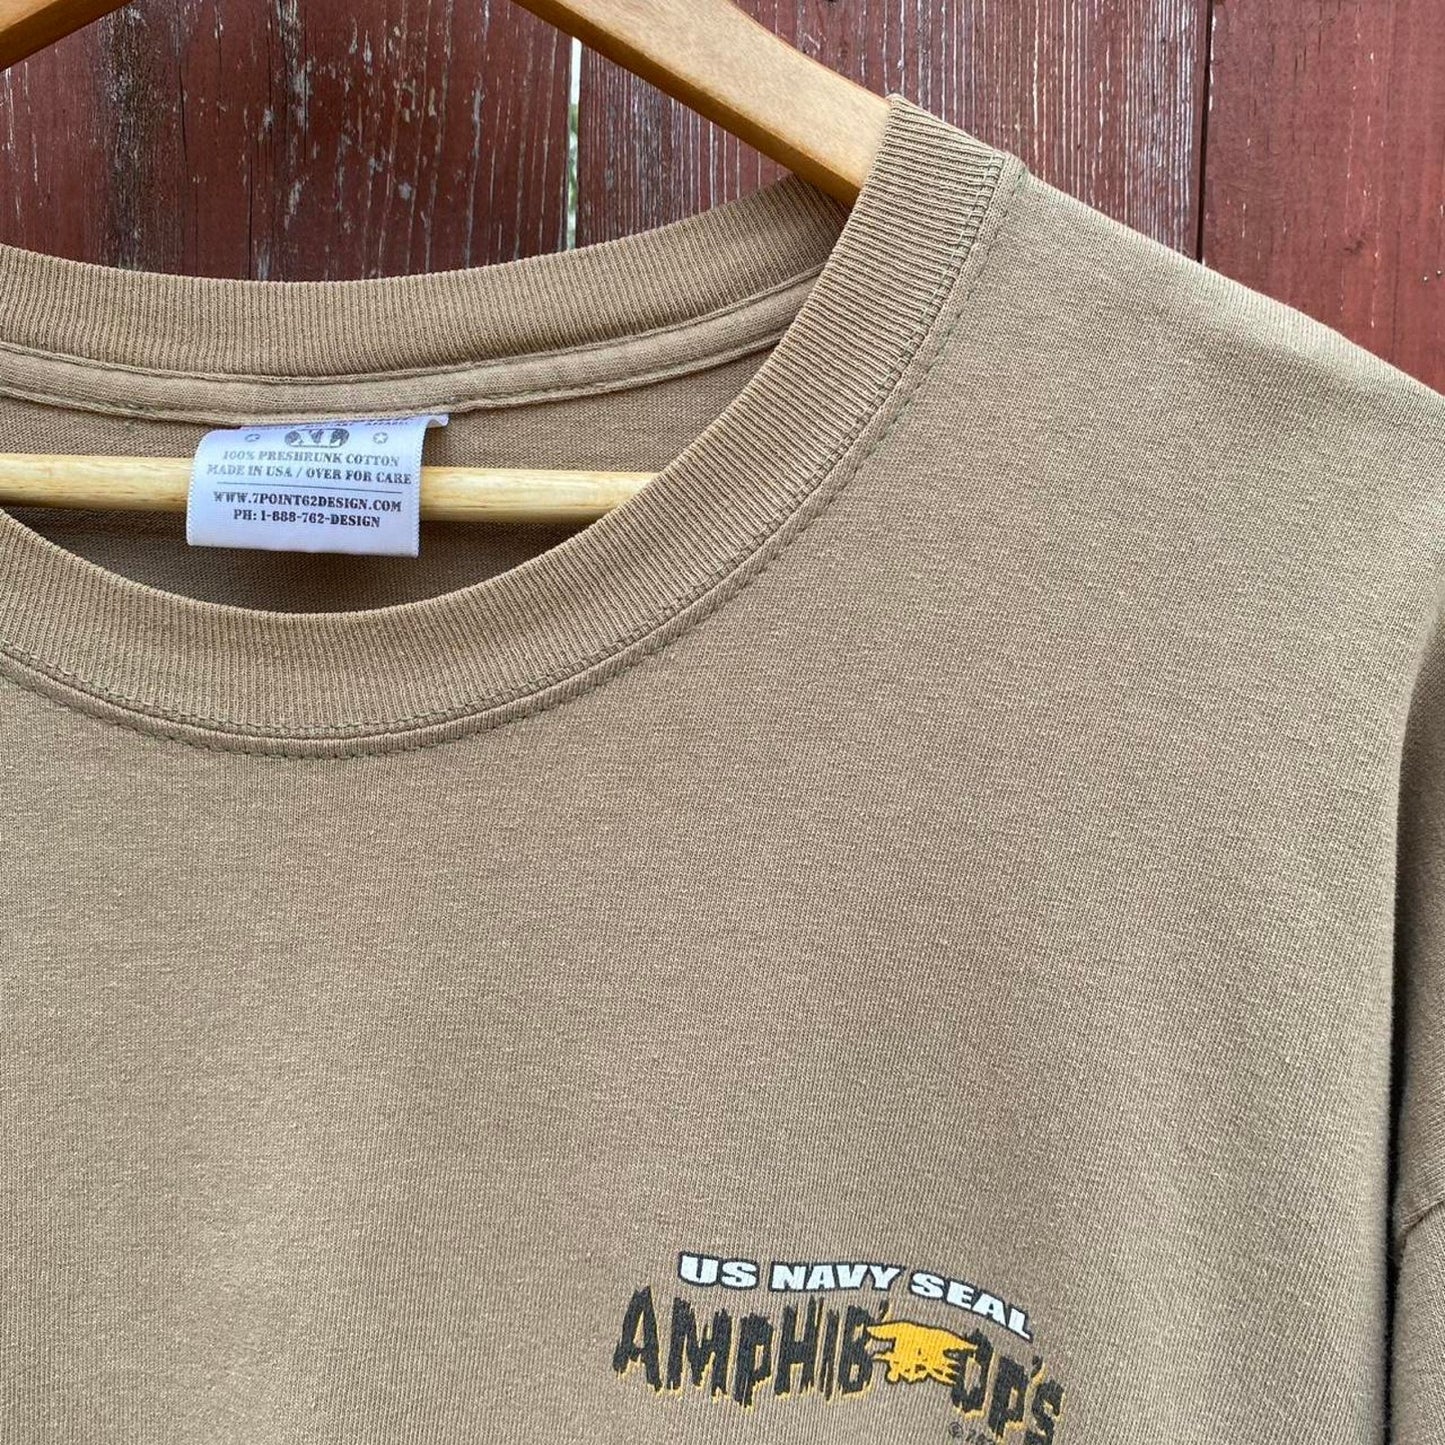 XL
100% PRESHRUNK COTTON
MADE IN USA / OVER FOR CARE
WWW.7POINT62DESIGN.COM
PH: 1-888-762-DESIGN
US NAVY SEAL
AMPHIB' OP'S